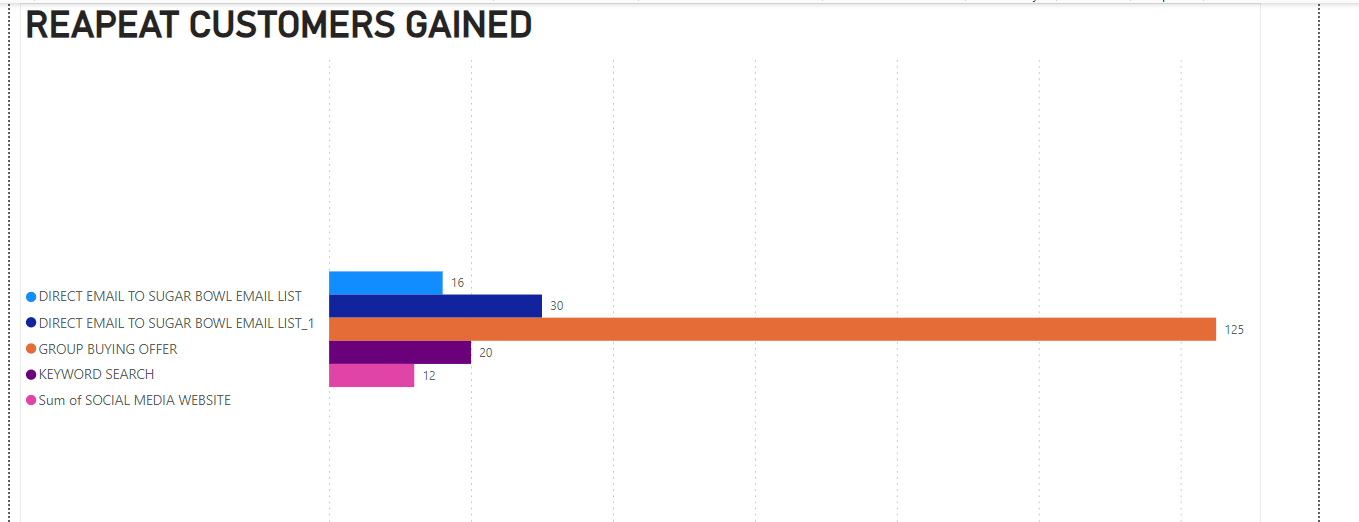 REAPEAT CUSTOMERS GAINED
16
DIRECT EMAIL TO SUGAR BOWL EMAIL LIST
30
DIRECT EMAIL TO SUGAR BOWL EMAIL LIST_1
125
GROUP BUYING OFFER
20
KEYWORD SEARCH
12
Sum of SOCIAL MEDIA WEBSITE